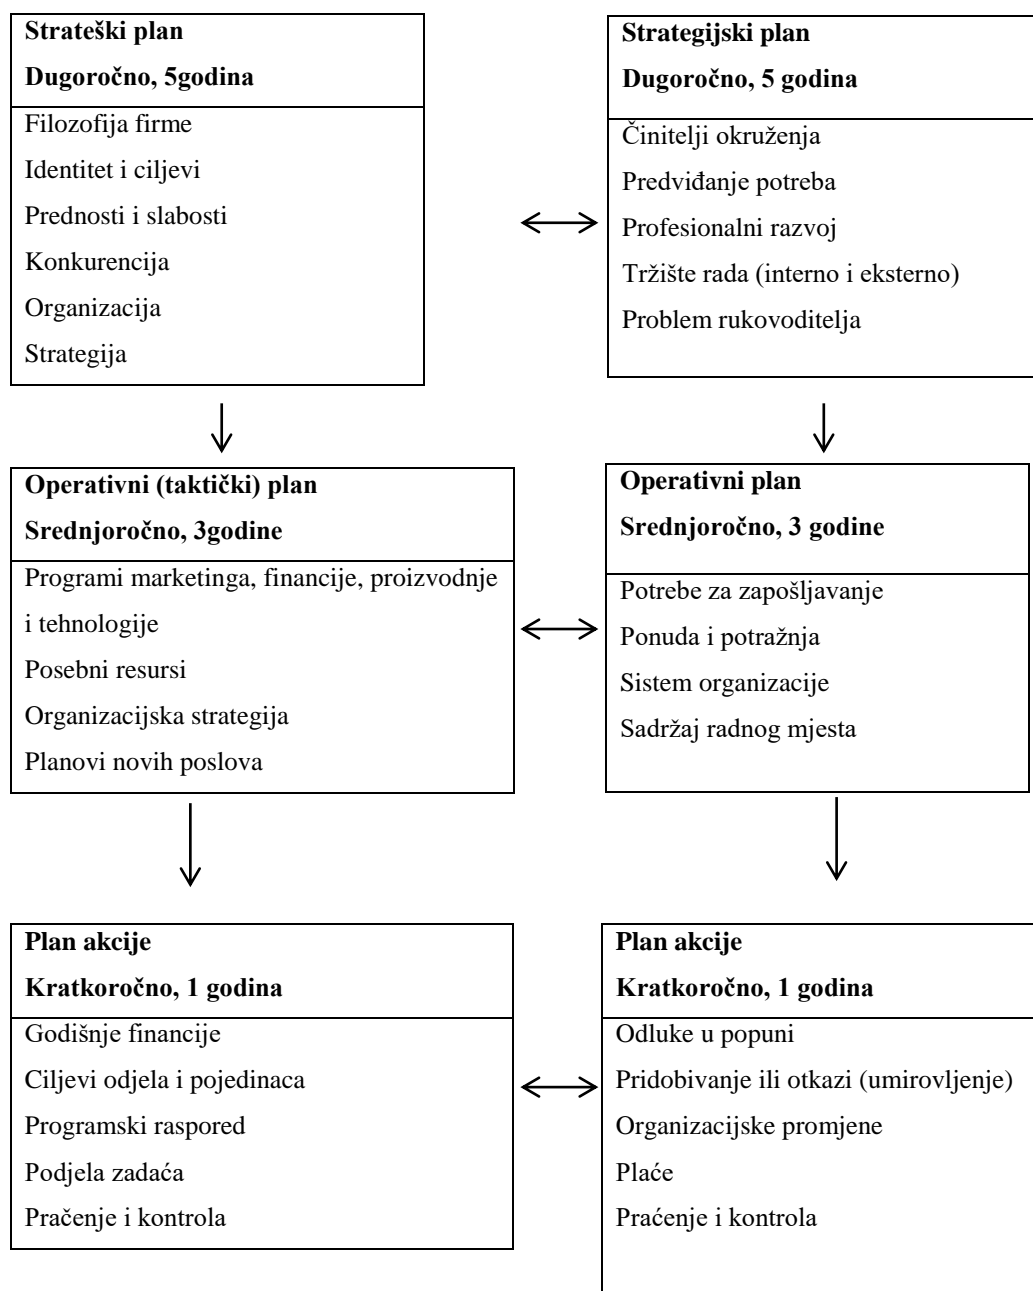 Strateški plan
Dugoročno, 5godina
Filozofija firme
Identitet i ciljevi
Prednosti i slabosti
Konkurencija
Organizacija
Strategija
Strategijski plan
Dugoročno, 5 godina
Činitelji okruženja
Predviđanje potreba
Profesionalni razvoj
Tržište rada (interno i eksterno)
Problem rukovoditelja
Operativni (taktički) plan
Srednjoročno, 3godine
Programi marketinga, financije, proizvodnje
i tehnologije
Posebni resursi
Organizacijska strategija
Planovi novih poslova
Operativni plan
Srednjoročno, 3 godine
Potrebe za zapošljavanje
Ponuda i potražnja
Sistem organizacije
Sadržaj radnog mjesta
Plan akcije
Kratkoročno, 1 godina
Godišnje financije
Ciljevi odjela i pojedinaca
Programski raspored
Podjela zadaća
Pračenje i kontrola
Plan akcije
Kratkoročno, 1 godina
Odluke u popuni
Pridobivanje ili otkazi (umirovljenje)
Organizacijske promjene
Plaće
Praćenje i kontrola